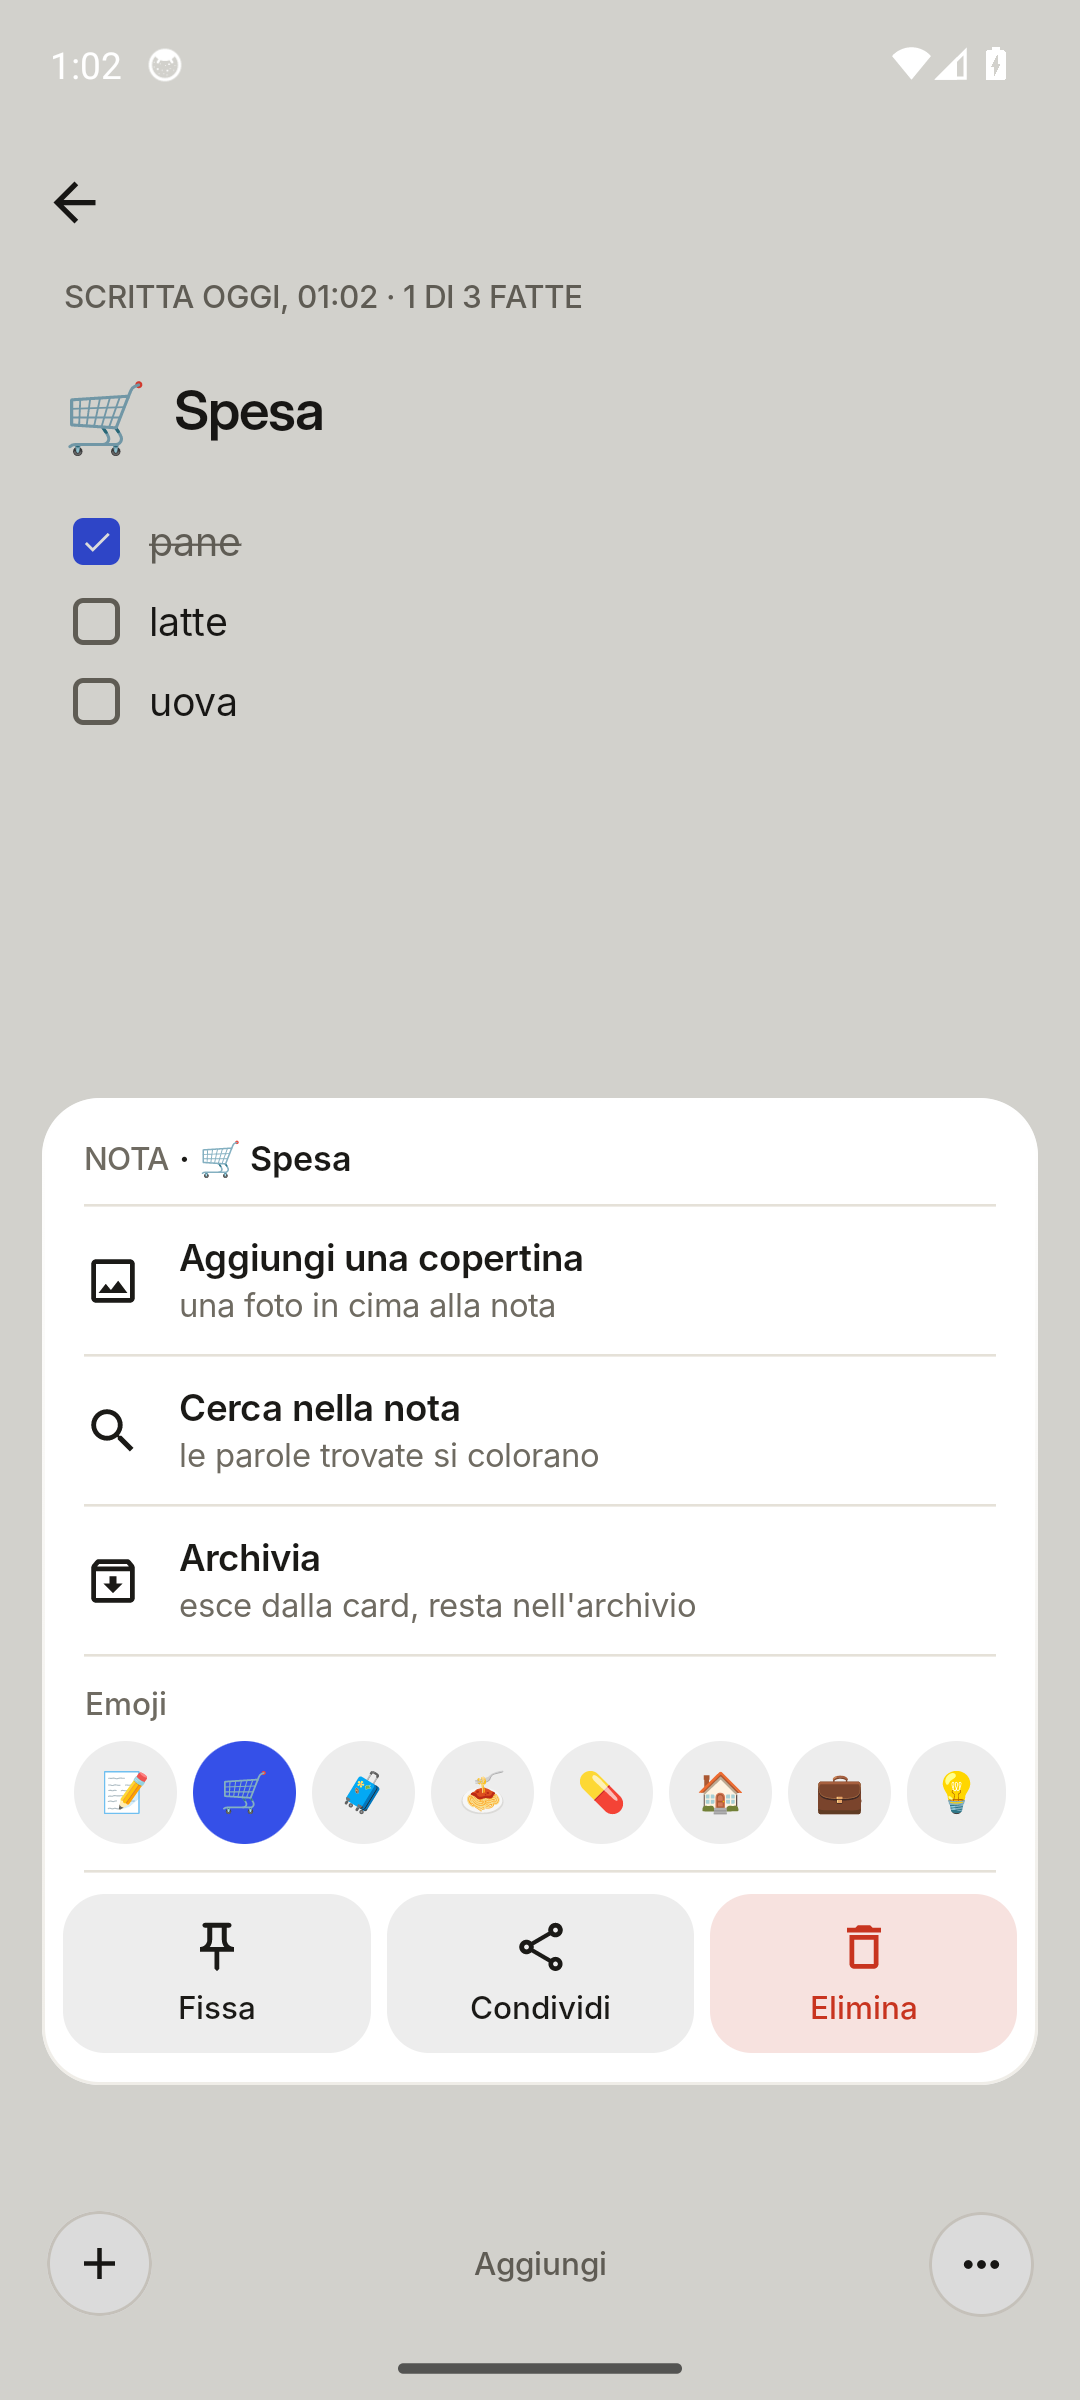 1:02
SCRITTA OGGI, 01:02 · 1 DI 3 FATTE
🛒 Spesa
pane
latte
uova
NOTA · 🛒 Spesa
Aggiungi una copertina
una foto in cima alla nota
Cerca nella nota
le parole trovate si colorano
Archivia
esce dalla card, resta nell'archivio
Emoji
Fissa
Condividi
Elimina
Aggiungi